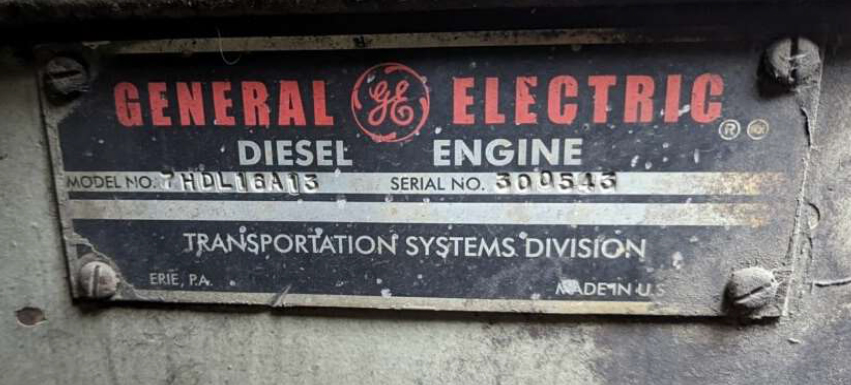 GENERAL GE ELECTRIC ®
DIESEL ENGINE
MODEL NO. 7HDL16A13 SERIAL NO. 300543
TRANSPORTATION SYSTEMS DIVISION
ERIE, PA. MADE IN U S